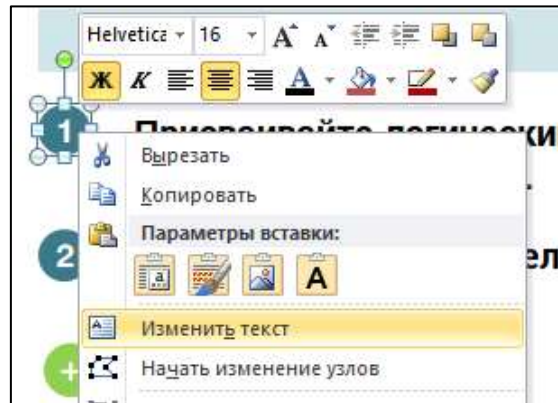 Helvetica 16 A A
Ж К А
1
Вырезать
Копировать
Параметры вставки:
a A
2
Изменить текст
Начать изменение узлов
+